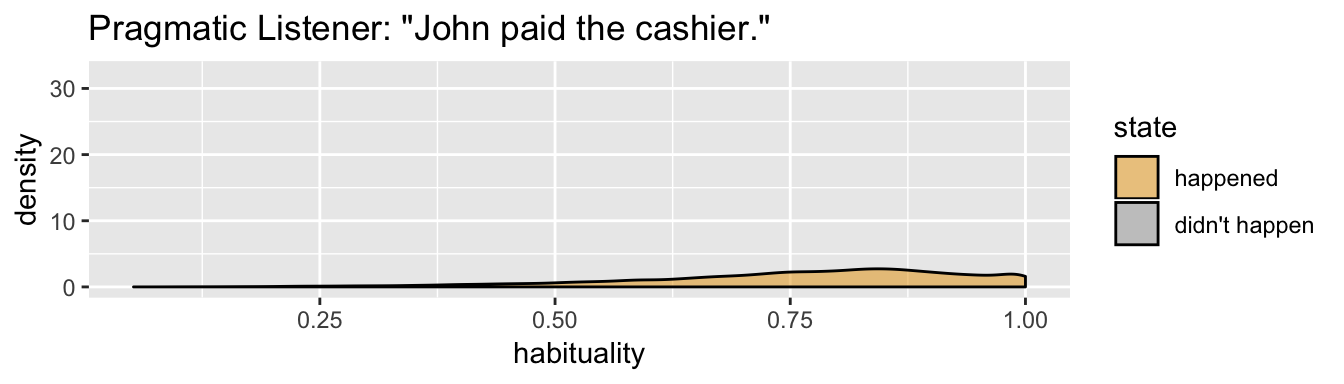 Pragmatic Listener: "John paid the cashier."
30
20
10
0
density
0.25 0.50 0.75 1.00
habituality
state
happened
didn't happen